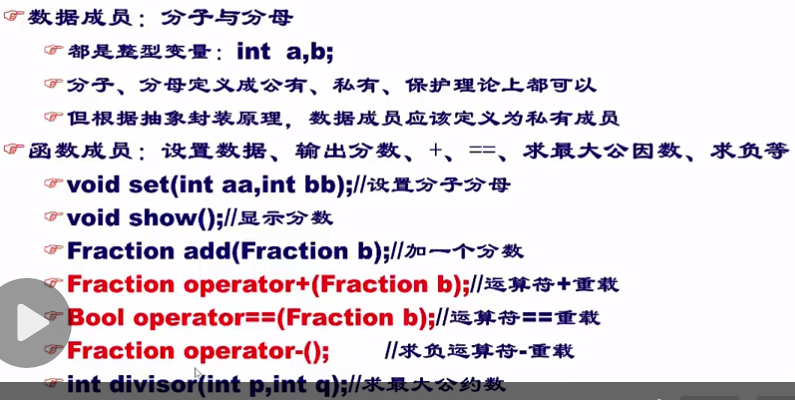 数据成员：分子与分母
都是整型变量：int a,b;
分子、分母定义成公有、私有、保护理论上都可以
但根据抽象封装原理，数据成员应该定义为私有成员
函数成员：设置数据、输出分数、+、==、求最大公因数、求负等
void set(int aa,int bb);//设置分子分母
void show();//显示分数
Fraction add(Fraction b);//加一个分数
Fraction operator+(Fraction b);//运算符+重载
Bool operator==(Fraction b);//运算符==重载
Fraction operator-(); //求负运算符-重载
int divisor(int p,int q);//求最大公约数